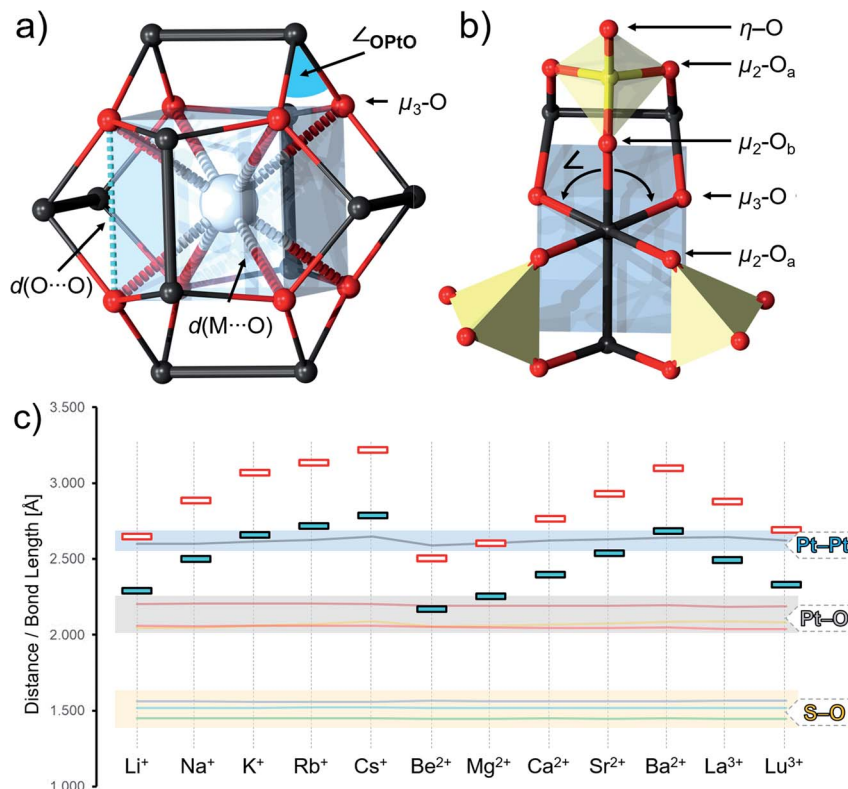 a)
∠OPtO
μ3-O
d(O···O)
d(M···O)
b)
η–O
μ2-Oa
μ2-Ob
∠
μ3-O
μ2-Oa
c)
Distance / Bond Length [Å]
3.500
3.000
2.500
2.000
1.500
1.000
Pt–Pt
Pt–O
S–O
Li⁺ Na⁺ K⁺ Rb⁺ Cs⁺ Be²⁺ Mg²⁺ Ca²⁺ Sr²⁺ Ba²⁺ La³⁺ Lu³⁺